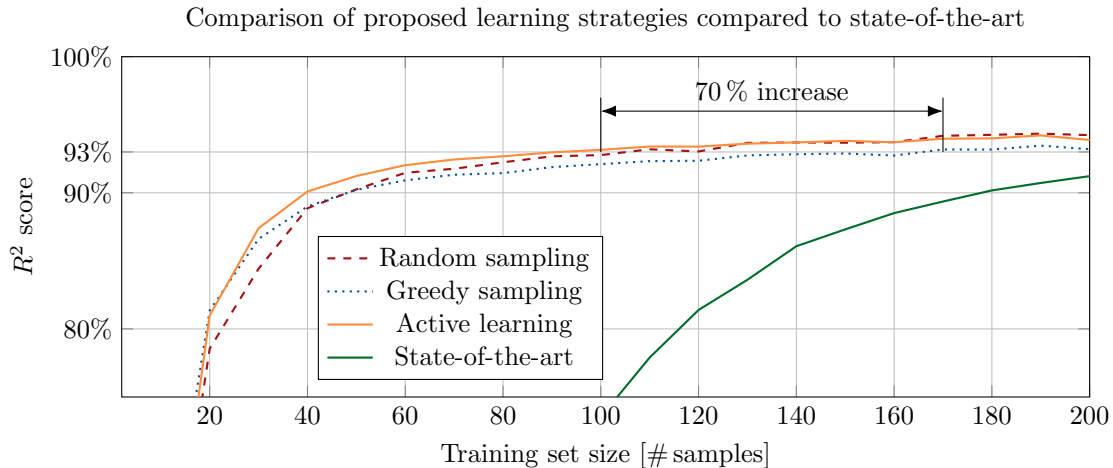 Comparison of proposed learning strategies compared to state-of-the-art
100%
93%
90%
80%
R² score
70 % increase
Random sampling
Greedy sampling
Active learning
State-of-the-art
20 40 60 80 100 120 140 160 180 200
Training set size [# samples]